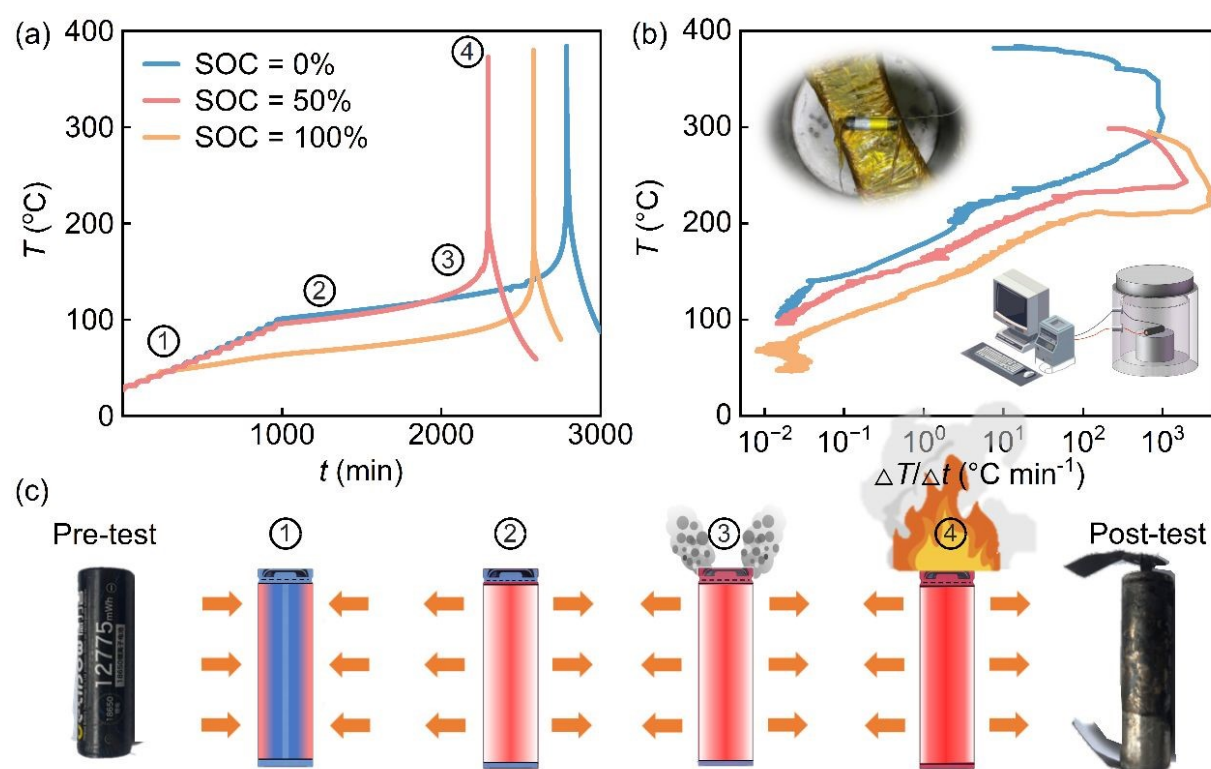 (a)
400
300
200
100
0
T (°C)
SOC = 0%
SOC = 50%
SOC = 100%
①
②
③
④
1000
2000
3000
t (min)
(b)
400
300
200
100
0
T (°C)
10⁻²
10⁻¹
10⁰
10¹
10²
10³
△T/△t (°C min⁻¹)
(c)
Pre-test
①
②
③
④
Post-test
12775mWh
18650